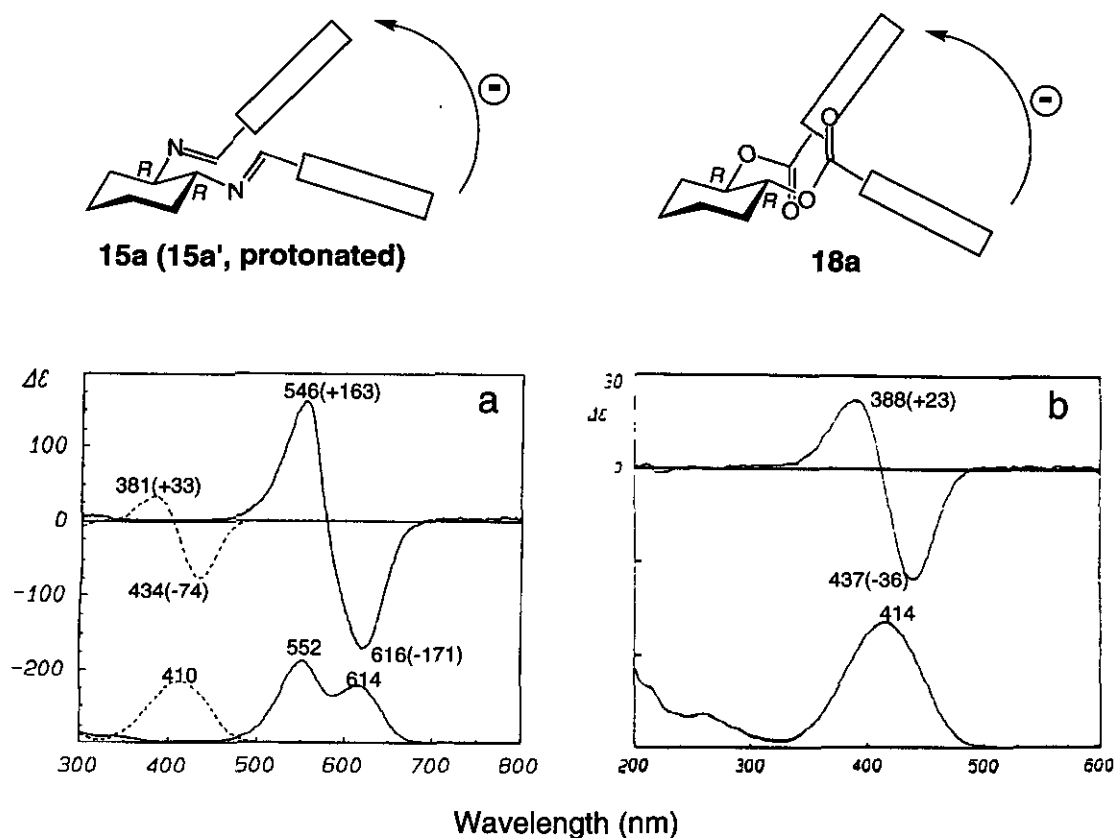 N
R
R
N
15a (15a', protonated)
O
R
R
O
O
O
18a
Δε
a
546(+163)
100
381(+33)
0
434(-74)
-100
552
616(-171)
-200
410
614
300 400 500 600 700 800
b
388(+23)
Δε
437(-36)
414
200 300 400 500 600
Wavelength (nm)